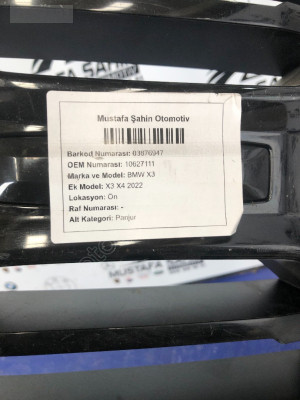 Mustafa Şahin Otomotiv
Barkod Numarası:
OEM Numarası: 10627111
Marka ve Model: BMW X3
Ek Model: X3 X4 2022
Lokasyon: Ön
Raf Numarası: -
Alt Kategori: Panjur
MUSTAFA